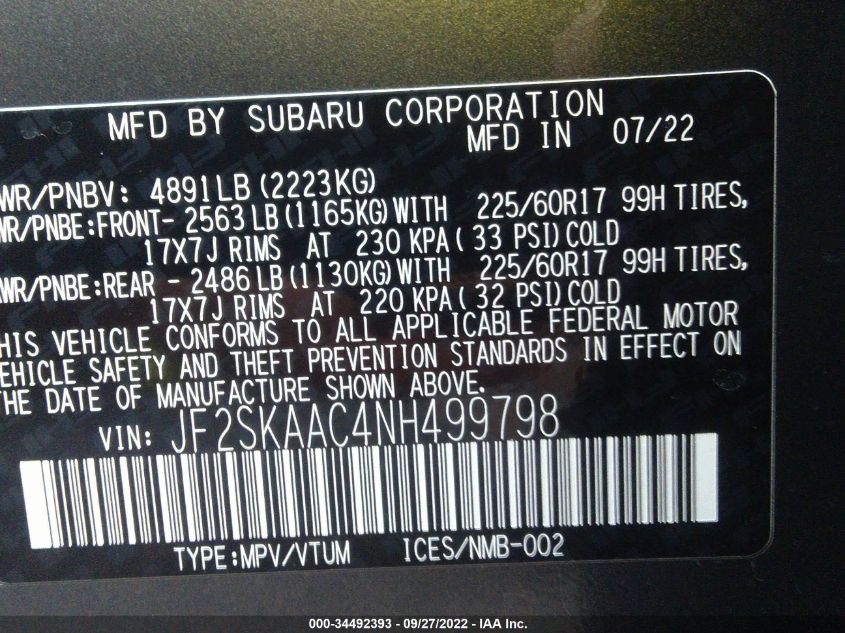 MFD BY SUBARU CORPORATION
MFD IN 07/22
WR/PNBV: 4891LB (2223KG)
WR/PNBE:FRONT- 2563 LB (1165KG)WITH 225/60R17 99H TIRES,
17X7J RIMS AT 230 KPA ( 33 PSI)COLD
WR/PNBE:REAR - 2486 LB (1130KG)WITH 225/60R17 99H TIRES,
17X7J RIMS AT 220 KPA ( 32 PSI)COLD
HIS VEHICLE CONFORMS TO ALL APPLICABLE FEDERAL MOTOR
EHICLE SAFETY AND THEFT PREVENTION STANDARDS IN EFFECT ON
THE DATE OF MANUFACTURE SHOWN ABOVE.
VIN: JF2SKAAC4NH499798
TYPE:MPV/VTUM ICES/NMB-002
000-34492393 - 09/27/2022 - IAA Inc.